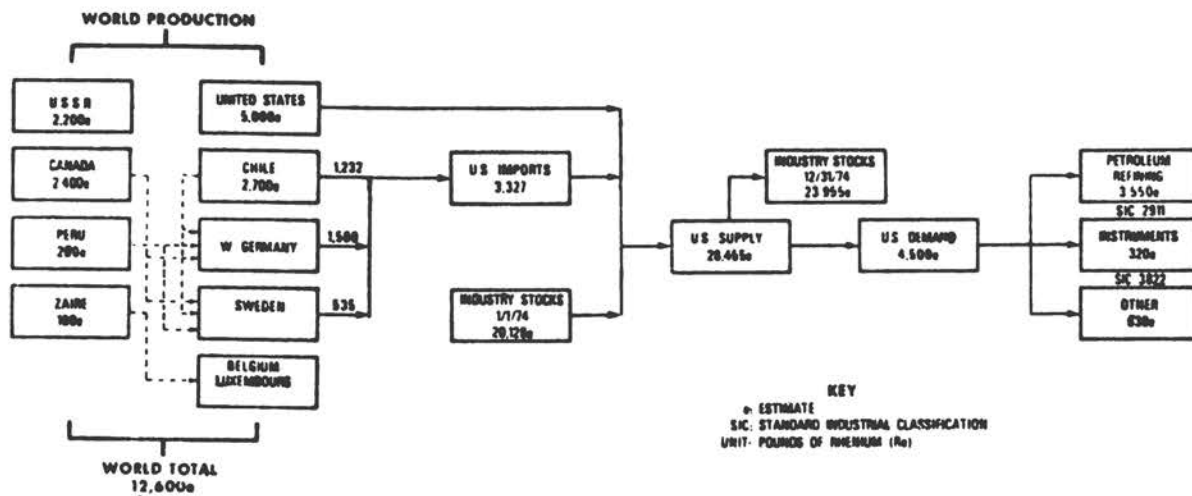 WORLD PRODUCTION
USSR
2,200e
UNITED STATES
5,000e
CANADA
2 400e
CHILE
2,700e
1,232
PERU
200e
W GERMANY
ZAIRE
100e
SWEDEN
535
BELGIUM
LUXEMBOURG
WORLD TOTAL
12,600e
US IMPORTS
3,327
INDUSTRY STOCKS
1/1/74
20,128e
US SUPPLY
INDUSTRY STOCKS
12/31/74
23 955e
US DEMAND
4,500e
PETROLEUM
REFINING
3 550e
SIC 2911
INSTRUMENTS
320e
SIC 3822
OTHER
630e
KEY
e: ESTIMATE
SIC: STANDARD INDUSTRIAL CLASSIFICATION
UNIT- POUNDS OF RHENIUM (Re)